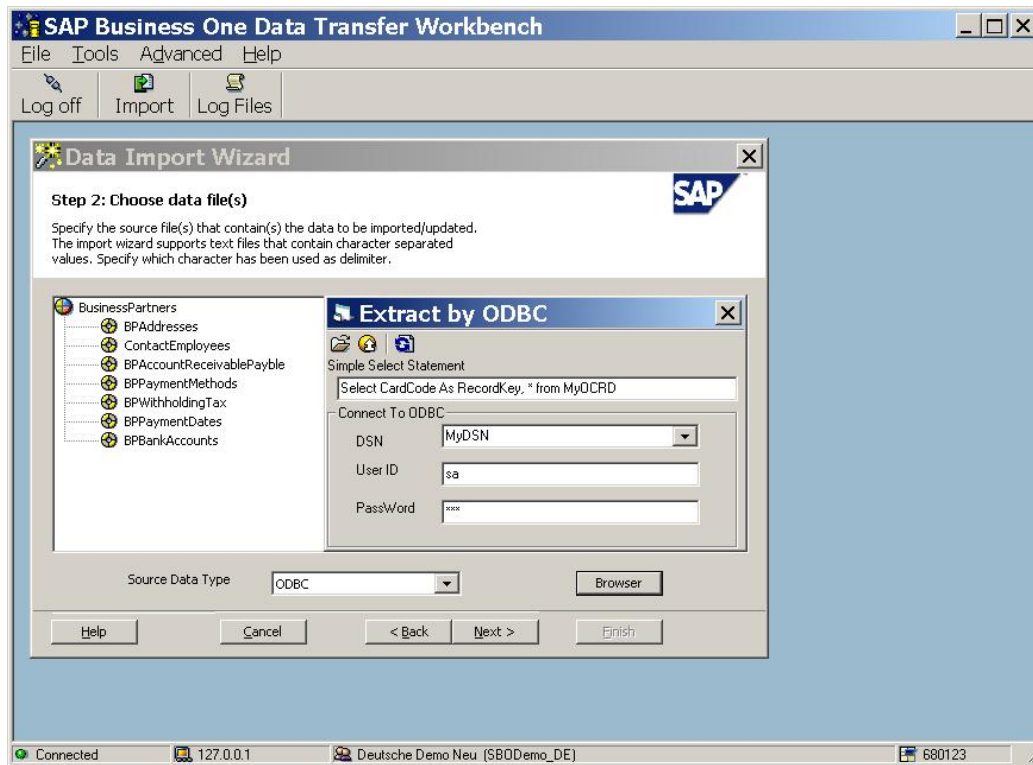 SAP Business One Data Transfer Workbench
File Tools Advanced Help
Log off Import Log Files
Data Import Wizard
SAP
Step 2: Choose data file(s)
Specify the source file(s) that contain(s) the data to be imported/updated.
The import wizard supports text files that contain character separated
values. Specify which character has been used as delimiter.
BusinessPartners
BPAddresses
ContactEmployees
BPAccountReceivablePayble
BPPaymentMethods
BPWithholdingTax
BPPaymentDates
BPBankAccounts
Extract by ODBC
Simple Select Statement
Select CardCode As RecordKey, * from MyOCRD
Connect To ODBC
DSN MyDSN
User ID sa
PassWord ***
Source Data Type ODBC Browser
Help Cancel < Back Next > Finish
Connected 127.0.0.1 Deutsche Demo Neu (SBODemo_DE) 680123